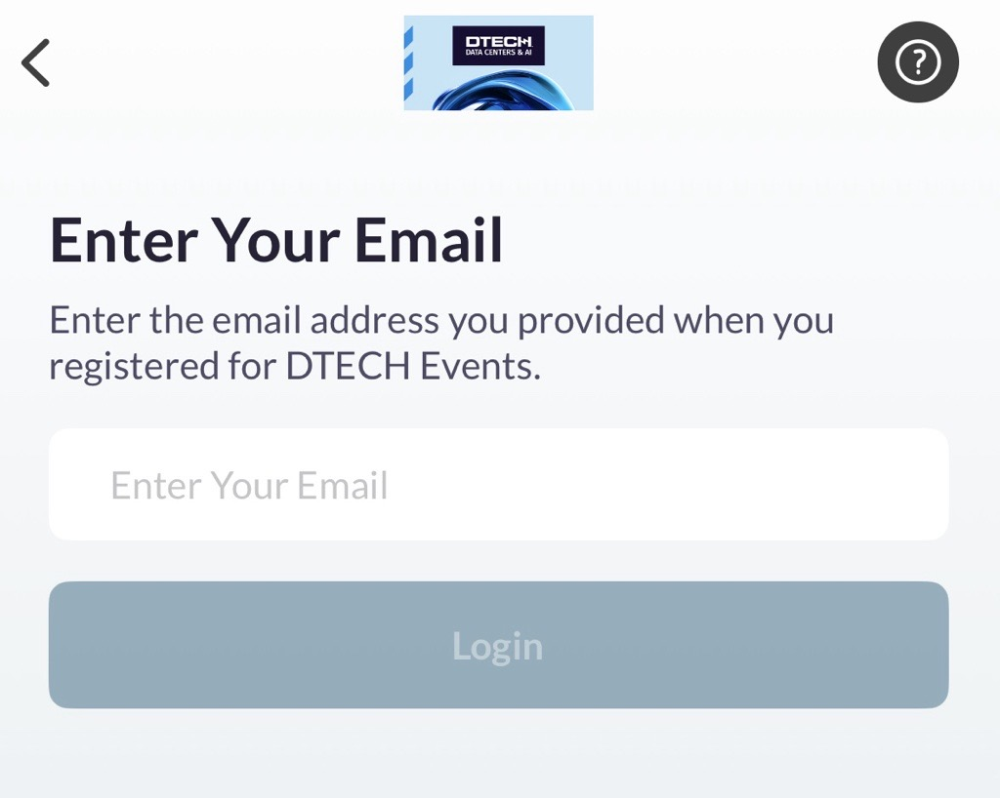 DTECH
DATA CENTERS & AI
?
Enter Your Email
Enter the email address you provided when you
registered for DTECH Events.
Enter Your Email
Login